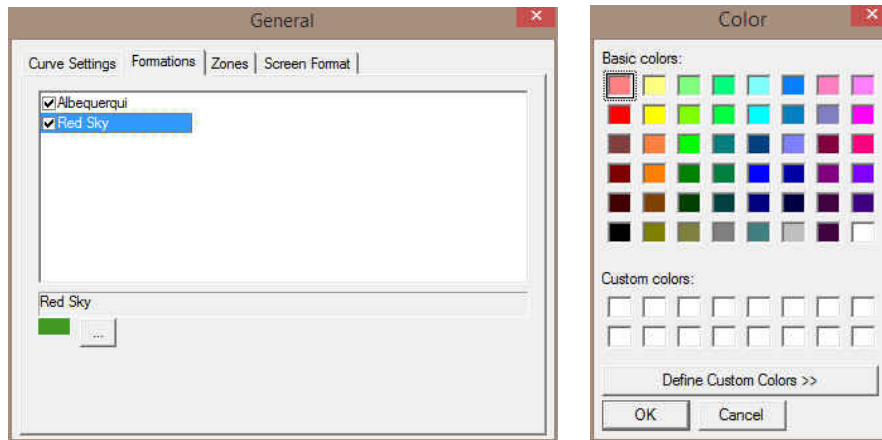 General
Curve Settings Formations Zones Screen Format
Albequerqui
Red Sky
Red Sky
...
Color
Basic colors:
Custom colors:
Define Custom Colors >>
OK Cancel